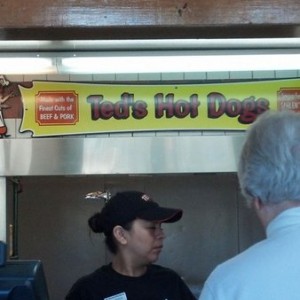 Made with the
Finest Cuts of
BEEF & PORK
Ted's Hot Dogs